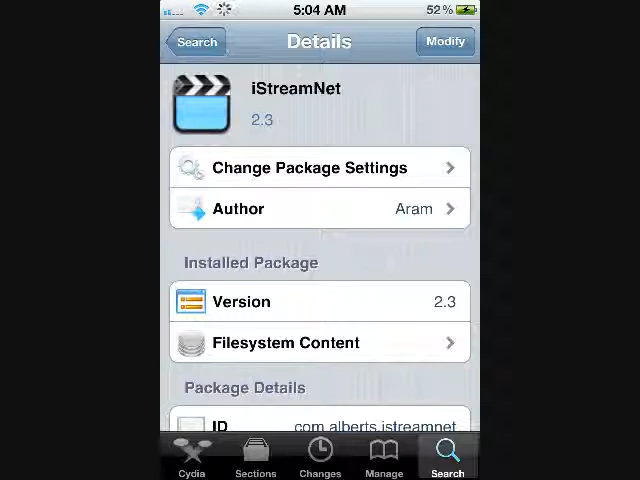 5:04 AM 52%
Search Details Modify
iStreamNet
2.3
Change Package Settings
Author Aram
Installed Package
Version 2.3
Filesystem Content
Package Details
ID com.alberts.istreamnet
Cydia Sections Changes Manage Search